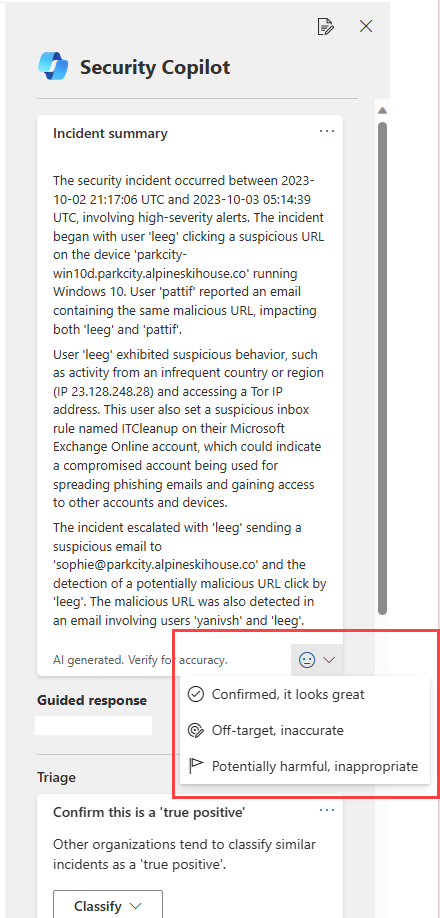 Security Copilot
Incident summary
The security incident occurred between 2023-
10-02 21:17:06 UTC and 2023-10-03 05:14:39
UTC, involving high-severity alerts. The incident
began with user 'leeg' clicking a suspicious URL
on the device 'parkcity-
win10d.parkcity.alpineskihouse.co' running
Windows 10. User 'pattif' reported an email
containing the same malicious URL, impacting
both 'leeg' and 'pattif'.
User 'leeg' exhibited suspicious behavior, such
as activity from an infrequent country or region
(IP 23.128.248.28) and accessing a Tor IP
address. This user also set a suspicious inbox
rule named ITCleanup on their Microsoft
Exchange Online account, which could indicate
a compromised account being used for
spreading phishing emails and gaining access
to other accounts and devices.
The incident escalated with 'leeg' sending a
suspicious email to
'sophie@parkcity.alpineskihouse.co' and the
detection of a potentially malicious URL click by
'leeg'. The malicious URL was also detected in
an email involving users 'yanivsh' and 'leeg'.
AI generated. Verify for accuracy.
Confirmed, it looks great
Off-target, inaccurate
Potentially harmful, inappropriate
Guided response
Triage
Confirm this is a 'true positive'
Other organizations tend to classify similar
incidents as a 'true positive'.
Classify